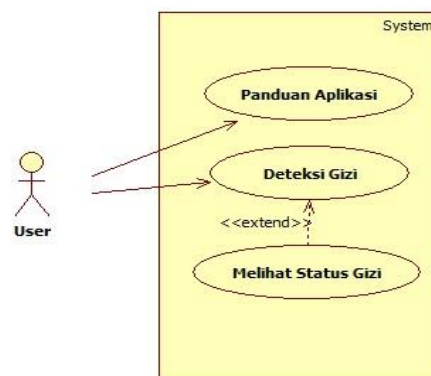 System
Panduan Aplikasi
Deteksi Gizi
<<extend>>
User
Melihat Status Gizi